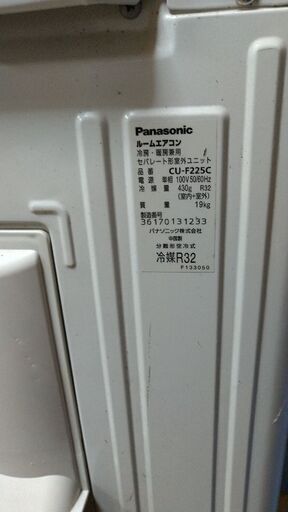 Panasonic
ルームエアコン
冷房・暖房兼用
セパレート形室外ユニット
品番 CU-F225C
電源 単相 100V 50/60Hz
冷媒量 430g R32
(室内+室外)
質量 19kg
製造番号
36170131233
パナソニック株式会社
中国製
分離形空冷式
冷媒R32
F133050